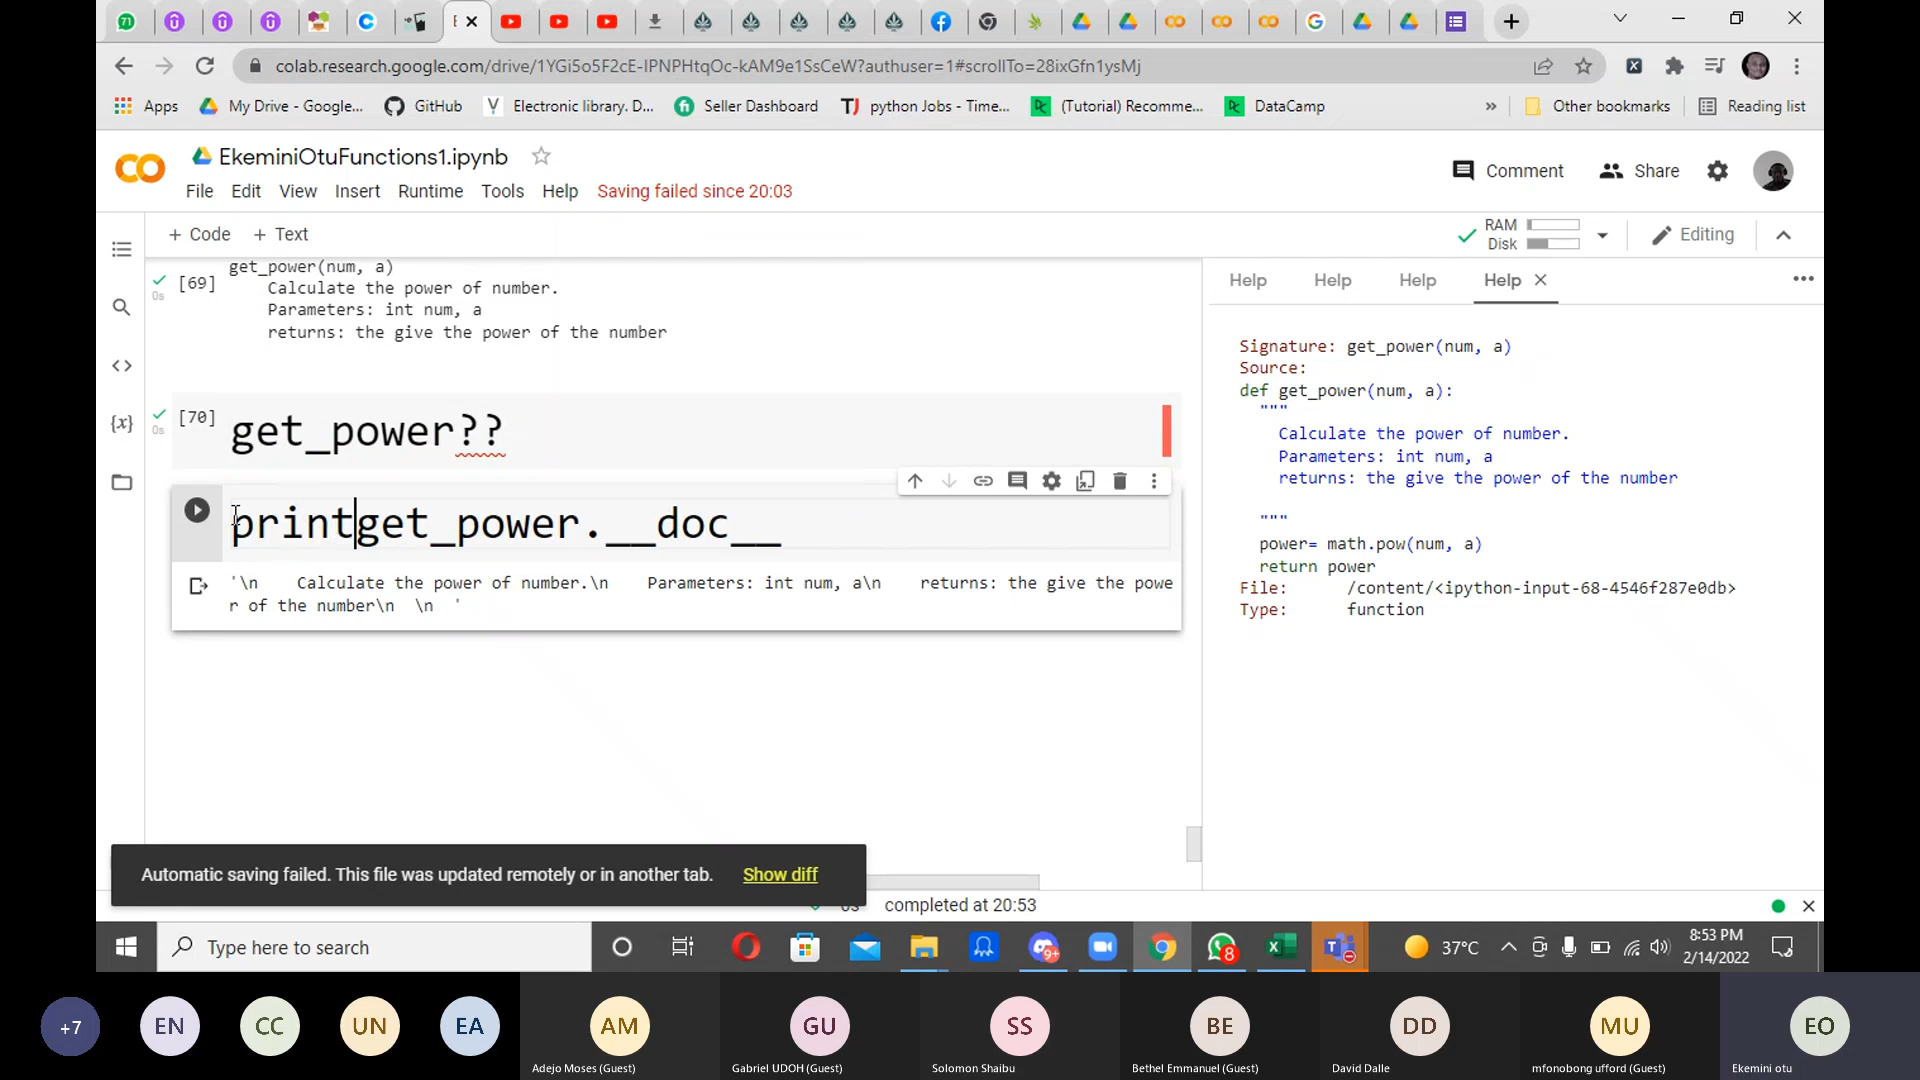 71
colab.research.google.com/drive/1YGi5o5F2cE-IPNPHtqOc-kAM9e1SsCeW?authuser=1#scrollTo=28ixGfn1ysMj
Apps
My Drive - Google...
GitHub
Electronic library. D...
Seller Dashboard
python Jobs - Time...
(Tutorial) Recomme...
DataCamp
»
Other bookmarks
Reading list
EkeminiOtuFunctions1.ipynb
Comment
Share
File Edit View Insert Runtime Tools Help Saving failed since 20:03
+ Code + Text
RAM
Disk
Editing
get_power(num, a)
[69]
0s
Calculate the power of number.
Parameters: int num, a
returns: the give the power of the number
[70]
0s
get_power??
printget_power.__doc__
'\n    Calculate the power of number.\n    Parameters: int num, a\n    returns: the give the powe
r of the number\n  \n  '
Help Help Help Help
Signature: get_power(num, a)
Source:
def get_power(num, a):
"""
Calculate the power of number.
Parameters: int num, a
returns: the give the power of the number
"""
power= math.pow(num, a)
return power
File: /content/<ipython-input-68-4546f287e0db>
Type: function
Automatic saving failed. This file was updated remotely or in another tab. Show diff
0s completed at 20:53
Type here to search
9+
8
37°C
8:53 PM
2/14/2022
+7
EN
CC
UN
EA
AM
GU
SS
BE
DD
MU
EO
Adejo Moses (Guest)
Gabriel UDOH (Guest)
Solomon Shaibu
Bethel Emmanuel (Guest)
David Dalle
mfonobong ufford (Guest)
Ekemini otu